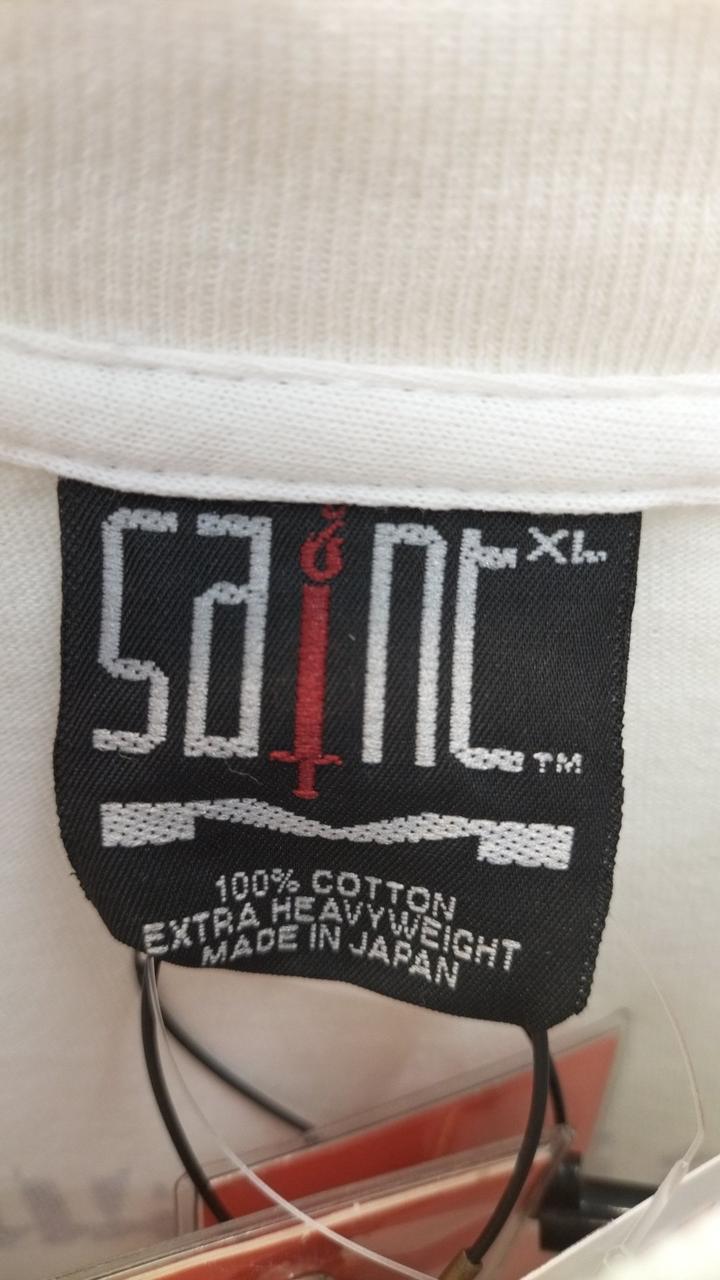 saint
XL
TM
100% COTTON
EXTRA HEAVYWEIGHT
MADE IN JAPAN